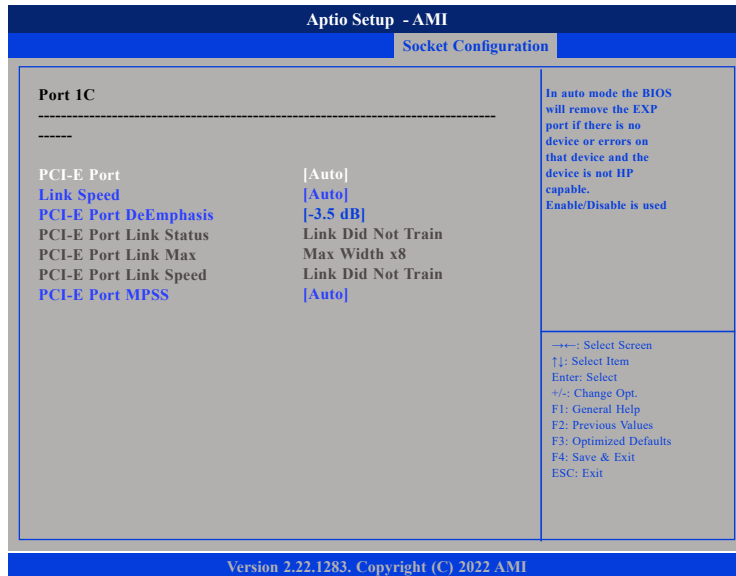 Aptio Setup - AMI
Socket Configuration
Port 1C
--------------------------------------------------------------------------------
------
PCI-E Port [Auto]
Link Speed [Auto]
PCI-E Port DeEmphasis [-3.5 dB]
PCI-E Port Link Status Link Did Not Train
PCI-E Port Link Max Max Width x8
PCI-E Port Link Speed Link Did Not Train
PCI-E Port MPSS [Auto]
In auto mode the BIOS
will remove the EXP
port if there is no
device or errors on
that device and the
device is not HP
capable.
Enable/Disable is used
→←: Select Screen
↑↓: Select Item
Enter: Select
+/-: Change Opt.
F1: General Help
F2: Previous Values
F3: Optimized Defaults
F4: Save & Exit
ESC: Exit
Version 2.22.1283. Copyright (C) 2022 AMI